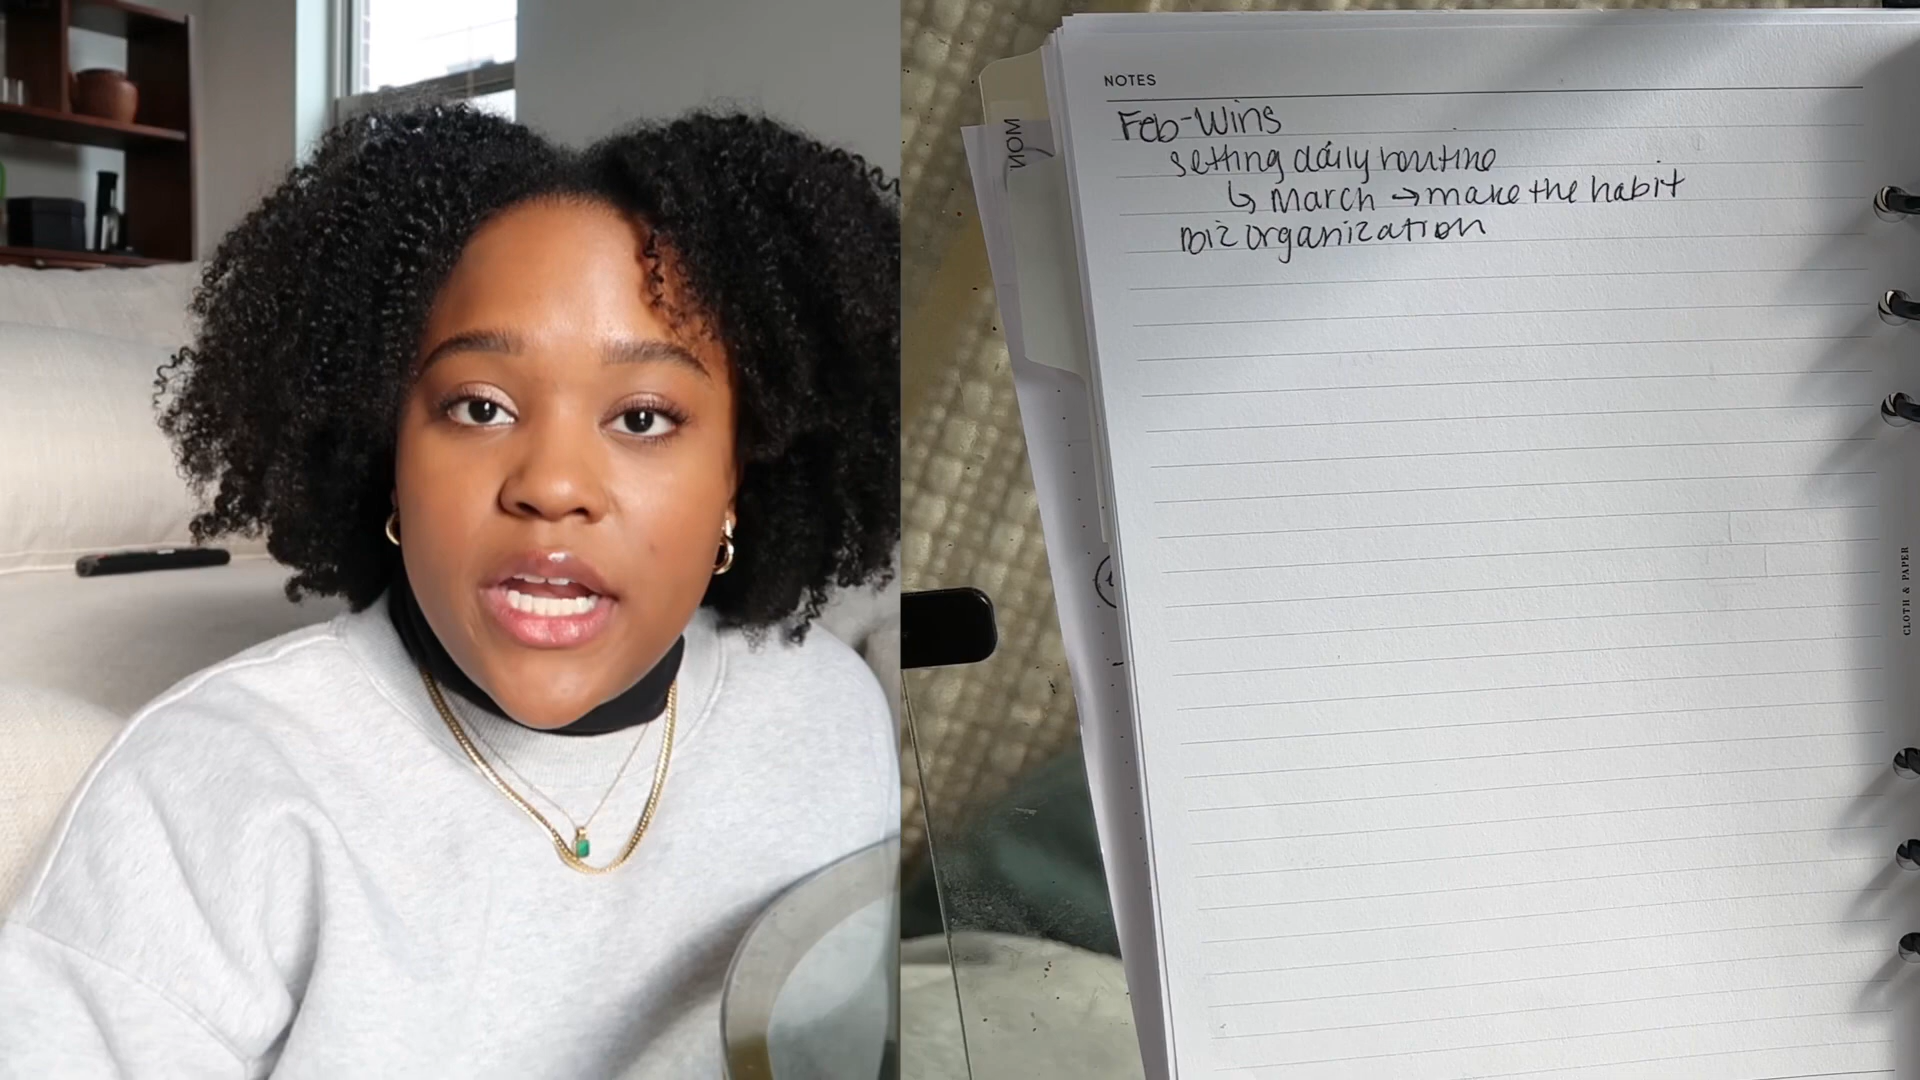 NOTES
Feb-Wins
setting daily routine
↳ March → make the habit
biz organization
MON
CLOTH & PAPER